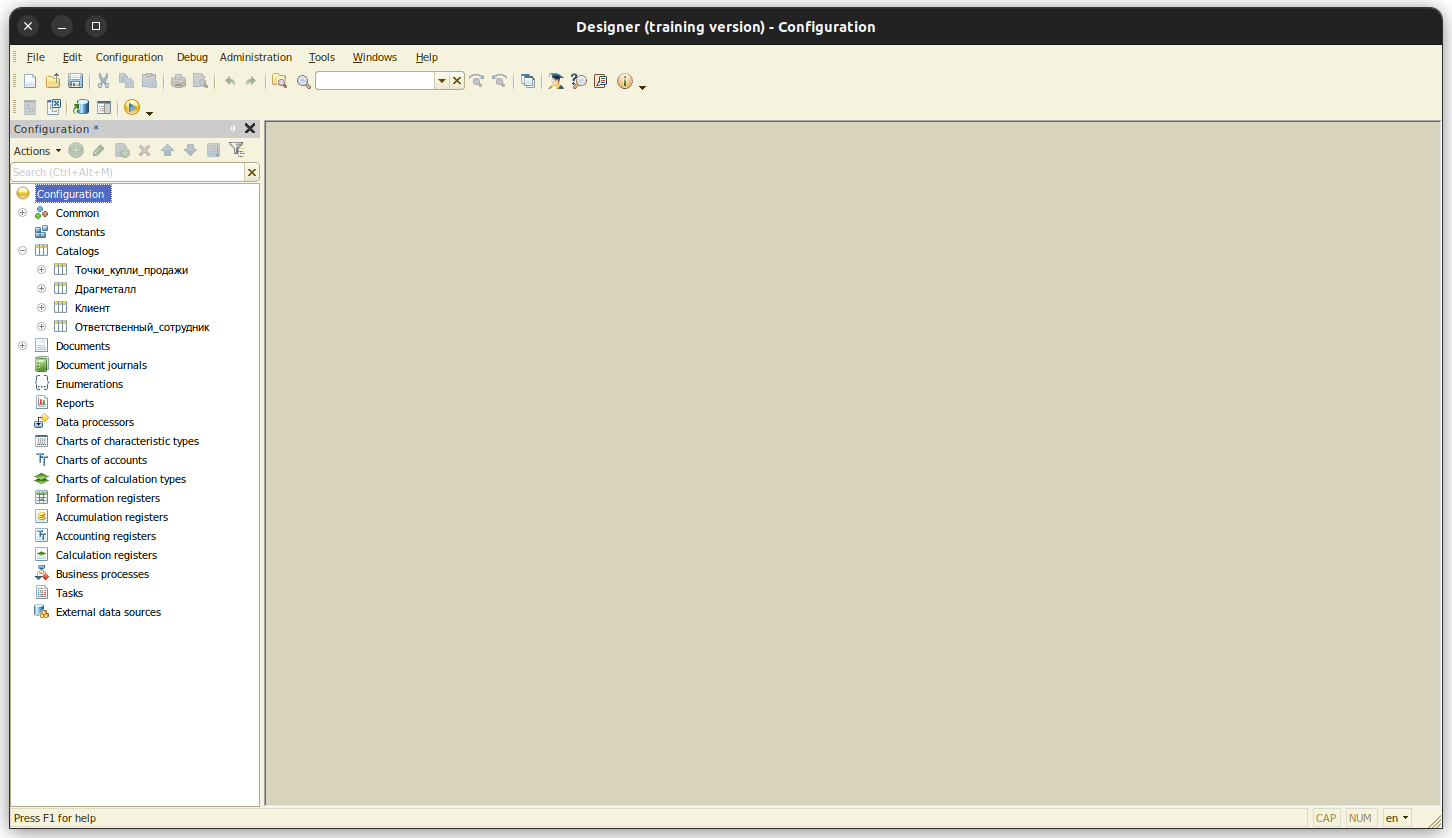 Designer (training version) - Configuration
File Edit Configuration Debug Administration Tools Windows Help
Configuration *
Actions
Search (Ctrl+Alt+M)
Configuration
Common
Constants
Catalogs
Точки_купли_продажи
Драгметалл
Клиент
Ответственный_сотрудник
Documents
Document journals
Enumerations
Reports
Data processors
Charts of characteristic types
Charts of accounts
Charts of calculation types
Information registers
Accumulation registers
Accounting registers
Calculation registers
Business processes
Tasks
External data sources
Press F1 for help CAP NUM en